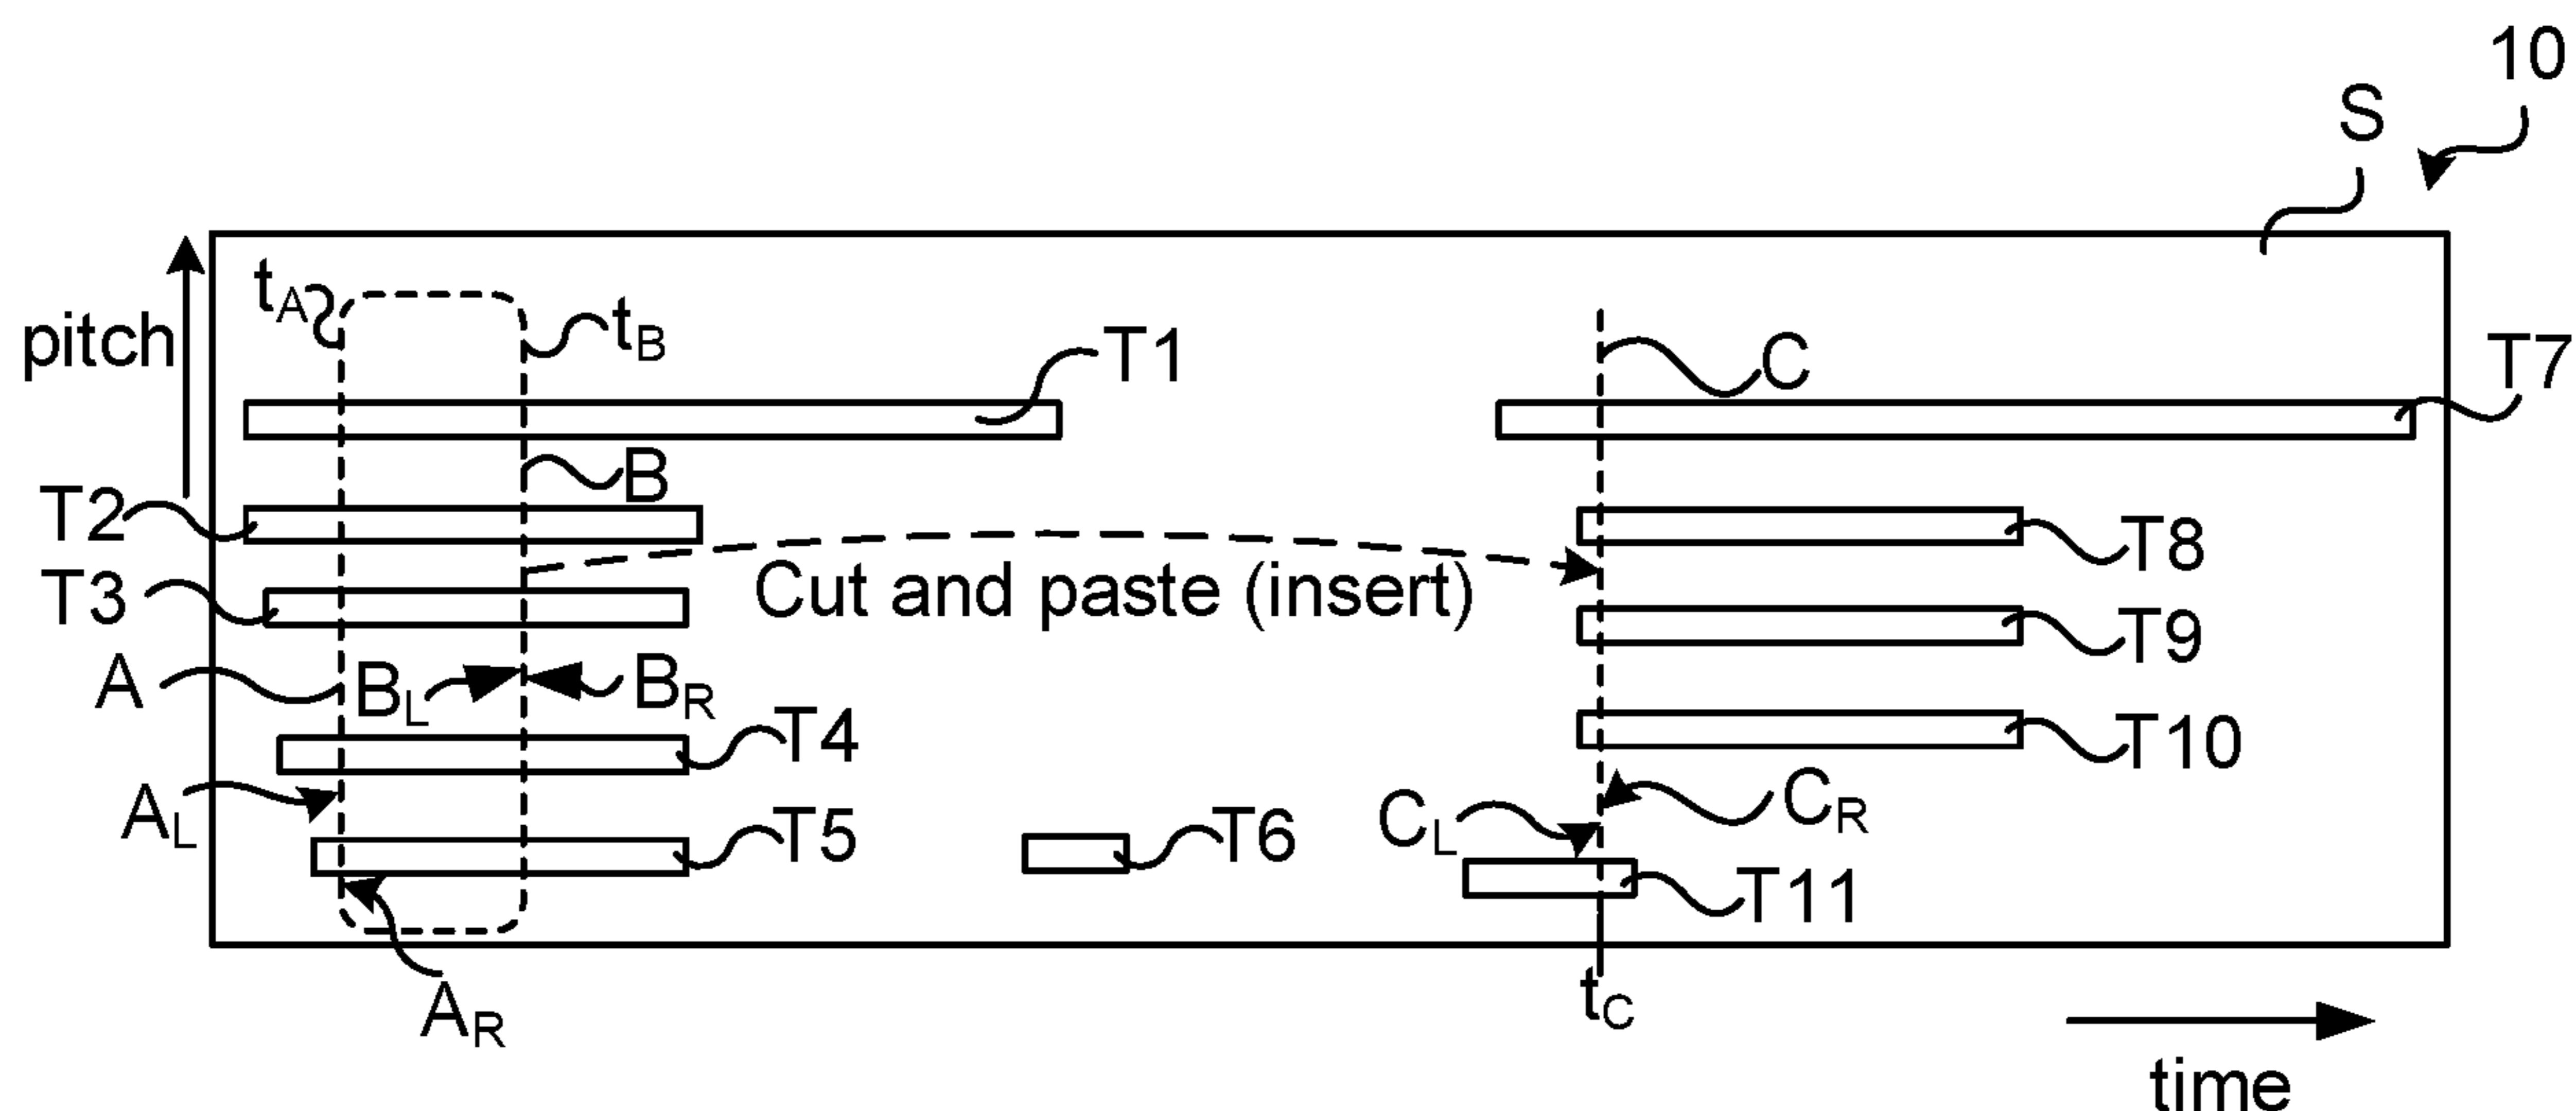 10
S
tA
tB
pitch
T1
C
T7
B
T2
T8
Cut and paste (insert)
T3
T9
A
BL
BR
T4
T10
AL
CL
CR
T5
T6
T11
AR
tC
time